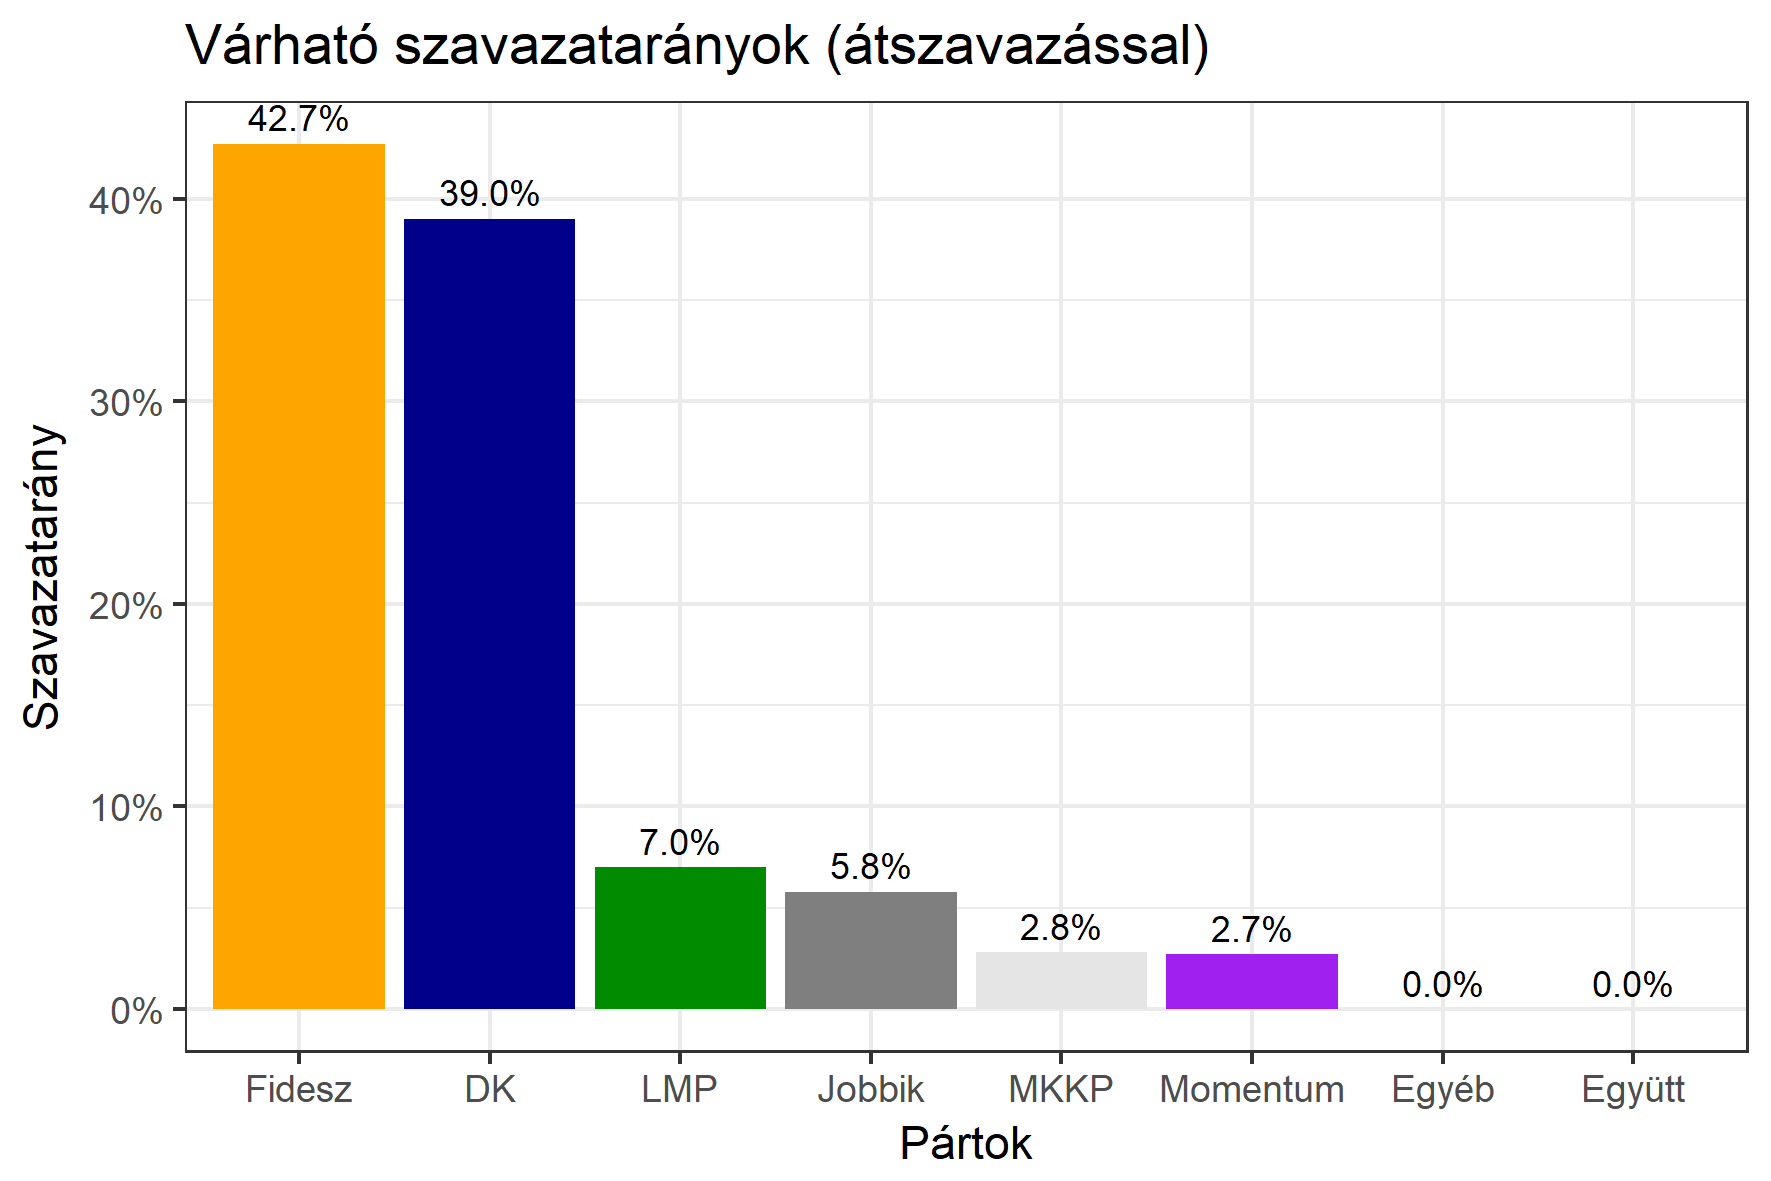 Várható szavazatarányok (átszavazással)
42.7%
39.0%
7.0%
5.8%
2.8%
2.7%
0.0%
0.0%
40%
30%
20%
10%
0%
Szavazatarány
Fidesz
DK
LMP
Jobbik
MKKP
Momentum
Egyéb
Együtt
Pártok